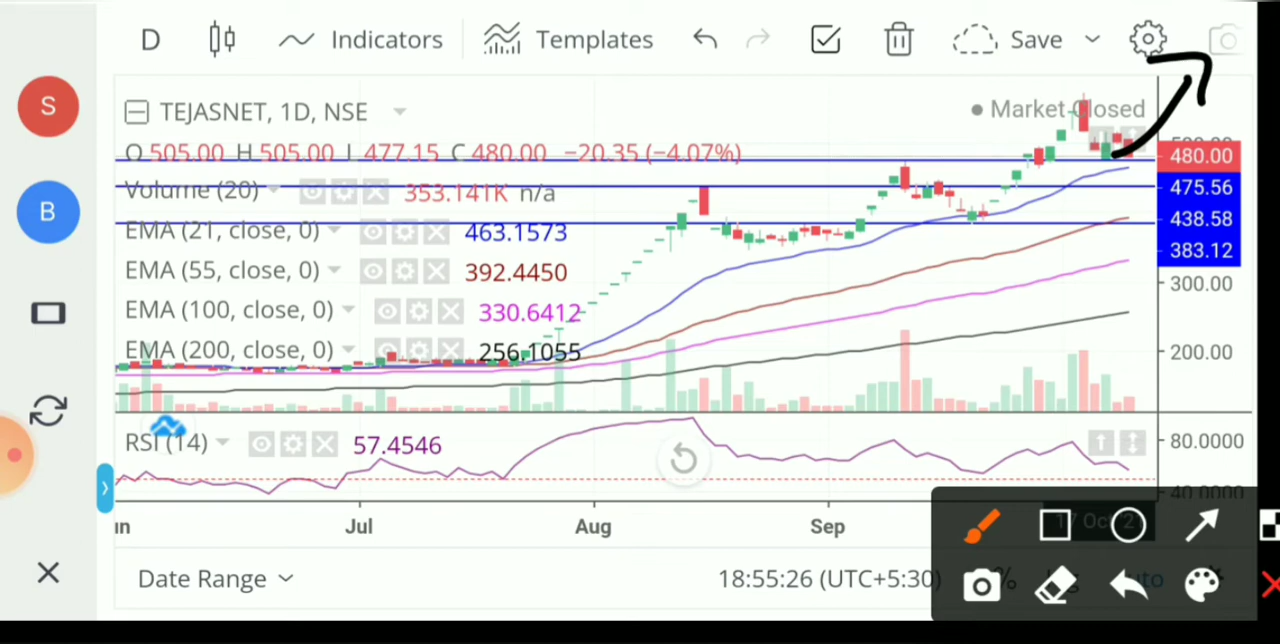 D Indicators Templates Save
S
TEJASNET, 1D, NSE Market Closed
O 505.00 H 505.00 L 477.15 C 480.00 −20.35 (−4.07%)
480.00
B
Volume (20) 353.141K n/a
475.56
EMA (21, close, 0) 463.1573
438.58
383.12
EMA (55, close, 0) 392.4450
300.00
EMA (100, close, 0) 330.6412
EMA (200, close, 0) 256.1055
200.00
RSI (14) 57.4546
80.0000
40.0000
Jul Aug Sep
Date Range 18:55:26 (UTC+5:30) %